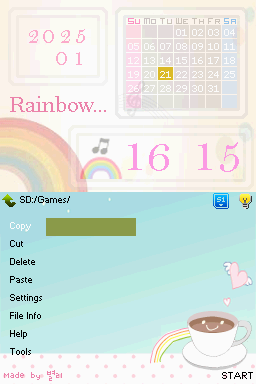 2025
01
SU MO TU WE TH FR SA
01 02 03 04
05 06 07 08 09 10 11
12 13 14 15 16 17 18
19 20 21 22 23 24 25
26 27 28 29 30 31
Rainbow...
16 15
SD:/Games/
S1
Copy
Cut
Delete
Paste
Settings
File Info
Help
Tools
Made by. 별리
START